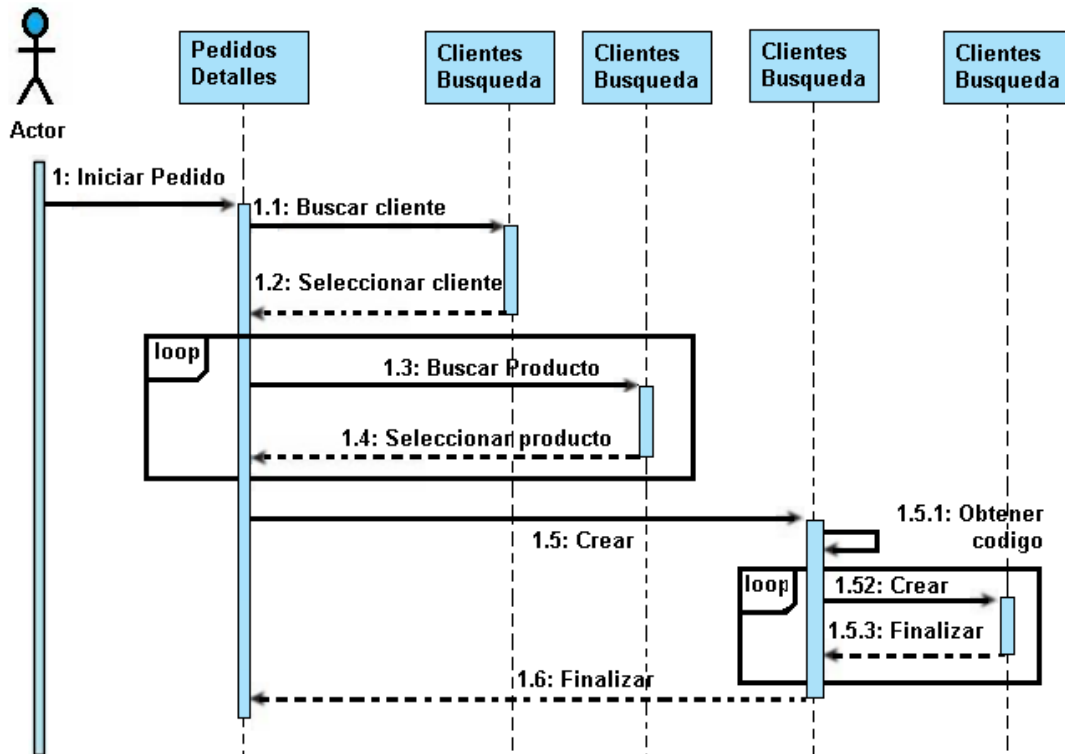 Pedidos
Detalles
Clientes
Busqueda
Clientes
Busqueda
Clientes
Busqueda
Clientes
Busqueda
Actor
1: Iniciar Pedido
1.1: Buscar cliente
1.2: Seleccionar cliente
loop
1.3: Buscar Producto
1.4: Seleccionar producto
1.5: Crear
1.5.1: Obtener
codigo
loop
1.52: Crear
1.5.3: Finalizar
1.6: Finalizar